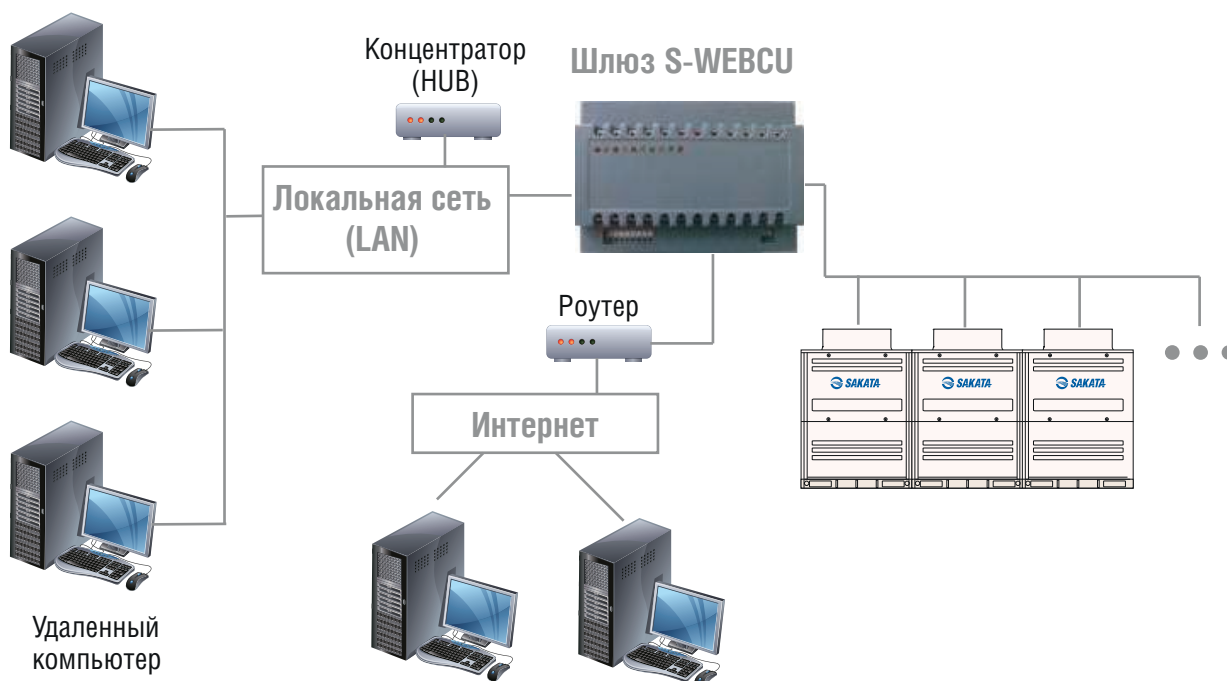 Концентратор
(HUB)
Шлюз S-WEBCU
Локальная сеть
(LAN)
Роутер
SAKATA
SAKATA
SAKATA
Интернет
Удаленный
компьютер